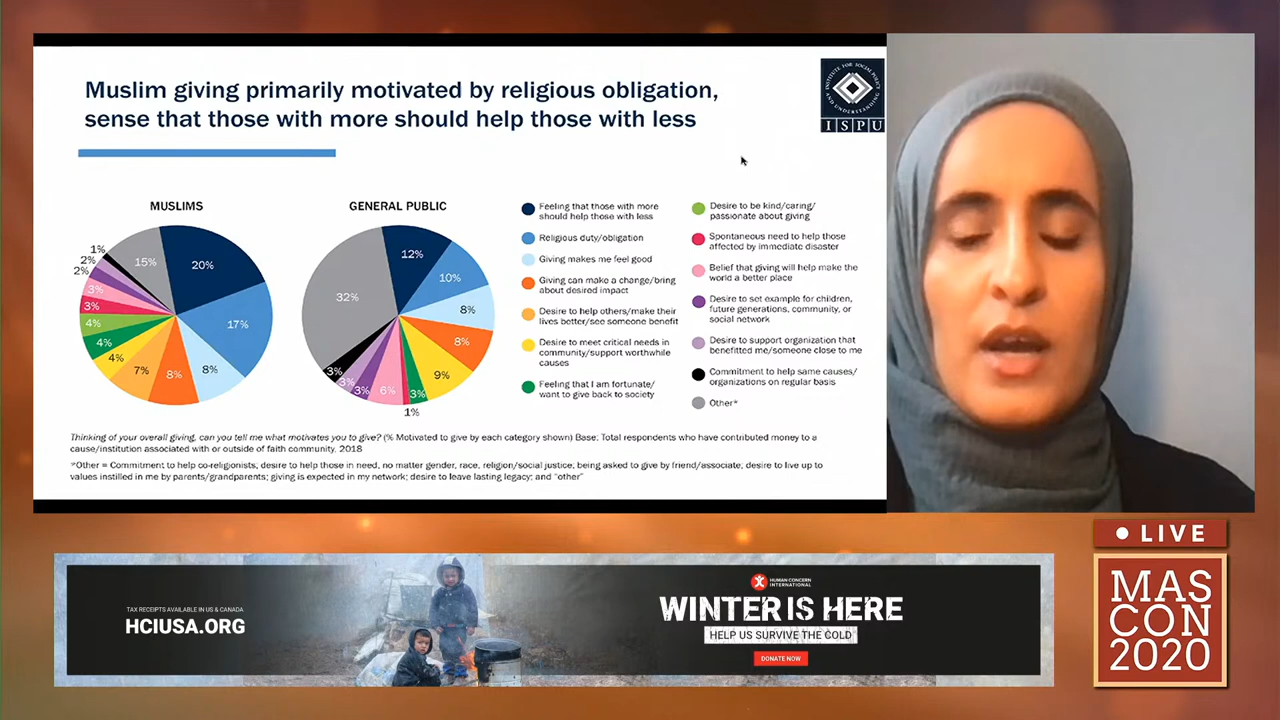 Muslim giving primarily motivated by religious obligation,
sense that those with more should help those with less
INSTITUTE FOR SOCIAL POLICY AND UNDERSTANDING
ISPU
MUSLIMS
20%
17%
8%
8%
7%
4%
4%
4%
3%
3%
2%
2%
1%
15%
GENERAL PUBLIC
12%
10%
8%
8%
9%
3%
1%
6%
3%
3%
3%
32%
Feeling that those with more
should help those with less
Religious duty/obligation
Giving makes me feel good
Giving can make a change/bring
about desired impact
Desire to help others/make their
lives better/see someone benefit
Desire to meet critical needs in
community/support worthwhile
causes
Feeling that I am fortunate/
want to give back to society
Desire to be kind/caring/
passionate about giving
Spontaneous need to help those
affected by immediate disaster
Belief that giving will help make the
world a better place
Desire to set example for children,
future generations, community, or
social network
Desire to support organization that
benefitted me/someone close to me
Commitment to help same causes/
organizations on regular basis
Other*
Thinking of your overall giving, can you tell me what motivates you to give? (% Motivated to give by each category shown) Base: Total respondents who have contributed money to a
cause/institution associated with or outside of faith community, 2018
*Other = Commitment to help co-religionists; desire to help those in need, no matter gender, race, religion/social justice; being asked to give by friend/associate; desire to live up to
values instilled in me by parents/grandparents; giving is expected in my network; desire to leave lasting legacy; and "other"
LIVE
MAS
CON
2020
TAX RECEIPTS AVAILABLE IN US & CANADA
HCIUSA.ORG
HUMAN CONCERN
INTERNATIONAL
WINTER IS HERE
HELP US SURVIVE THE COLD
DONATE NOW